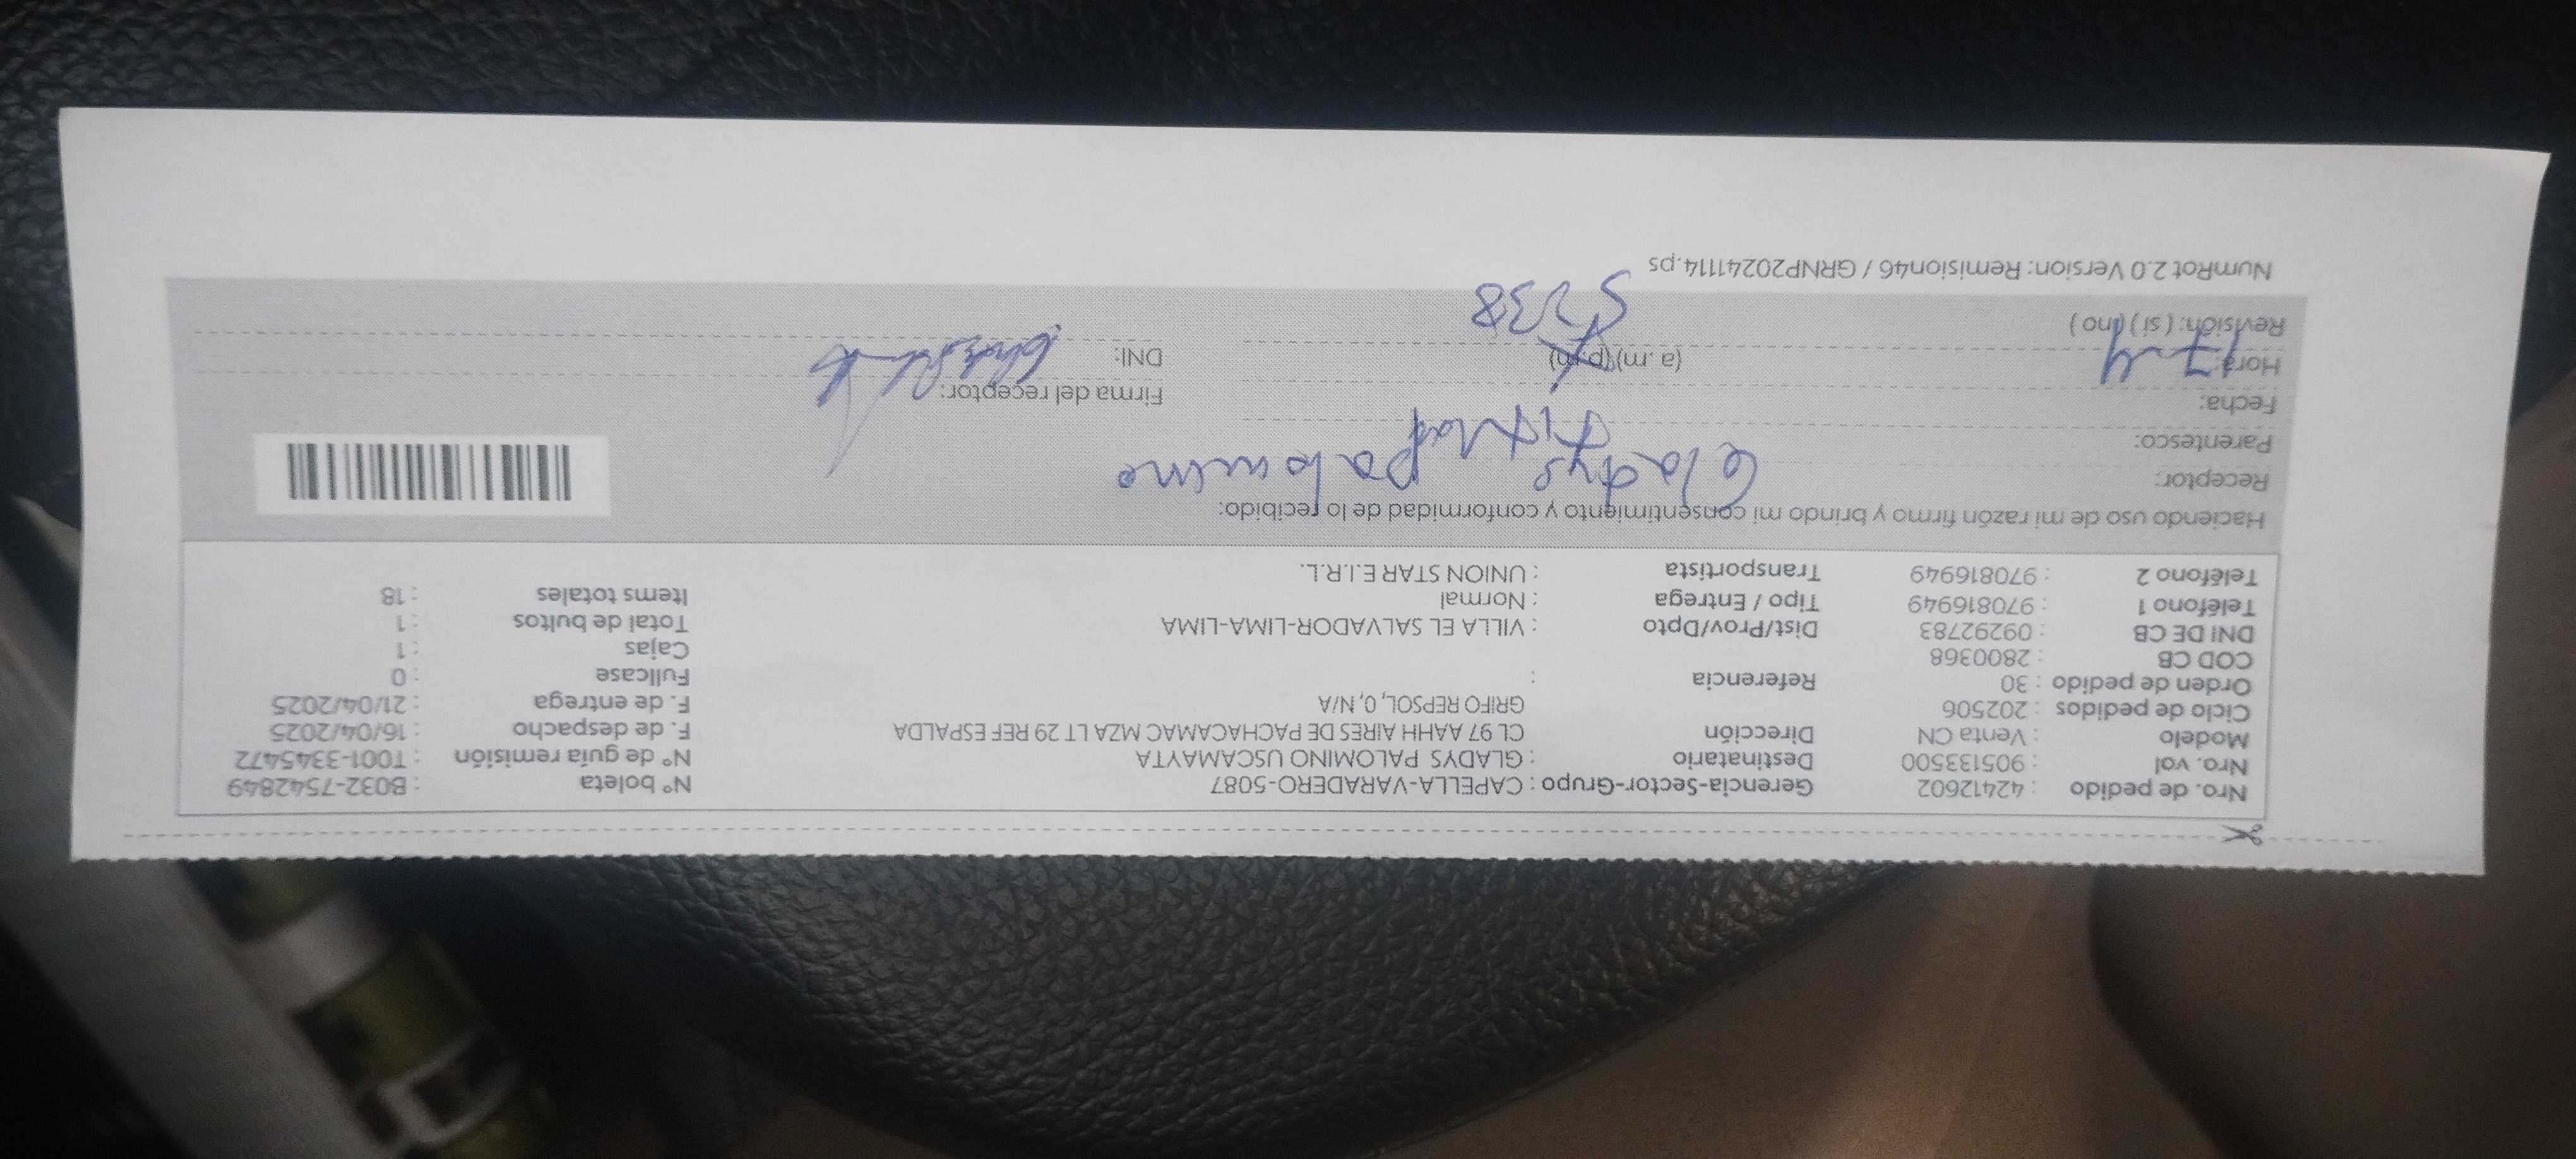 Nro. de pedido : 42412602 Gerencia-Sector-Grupo : CAPELLA-VARADERO-5087 N° boleta : B032-7542849
Nro. val : 905133500 Destinatario : GLADYS PALOMINO USCAMAYTA N° de guía remisión : T001-3345472
Modelo : Venta CN Dirección CL 97 AAHH AIRES DE PACHACAMAC MZA LT 29 REF ESPALDA F. de despacho : 16/04/2025
Ciclo de pedidos : 202506 GRIFO REPSOL, 0, N/A F. de entrega : 21/04/2025
Orden de pedido : 30 Referencia : Fullcase : 0
COD CB : 2800368 Cajas : 1
DNI DE CB : 09292783 Dist/Prov/Dpto : VILLA EL SALVADOR-LIMA-LIMA Total de bultos : 1
Teléfono 1 : 970816949 Tipo / Entrega : Normal Items totales : 18
Teléfono 2 : 970816949 Transportista : UNION STAR E.I.R.L.
Haciendo uso de mi razón firmo y brindo mi consentimiento y conformidad de lo recibido:
Receptor: Gladys Palomino
Parentesco:
Fecha: 17-4 Firma del receptor:
Hora: (a.m) (p.m) DNI:
Revisión: ( si ) ( no ) 5238
NumRot 2.0 Version: Remision46 / GRNP20241114.ps